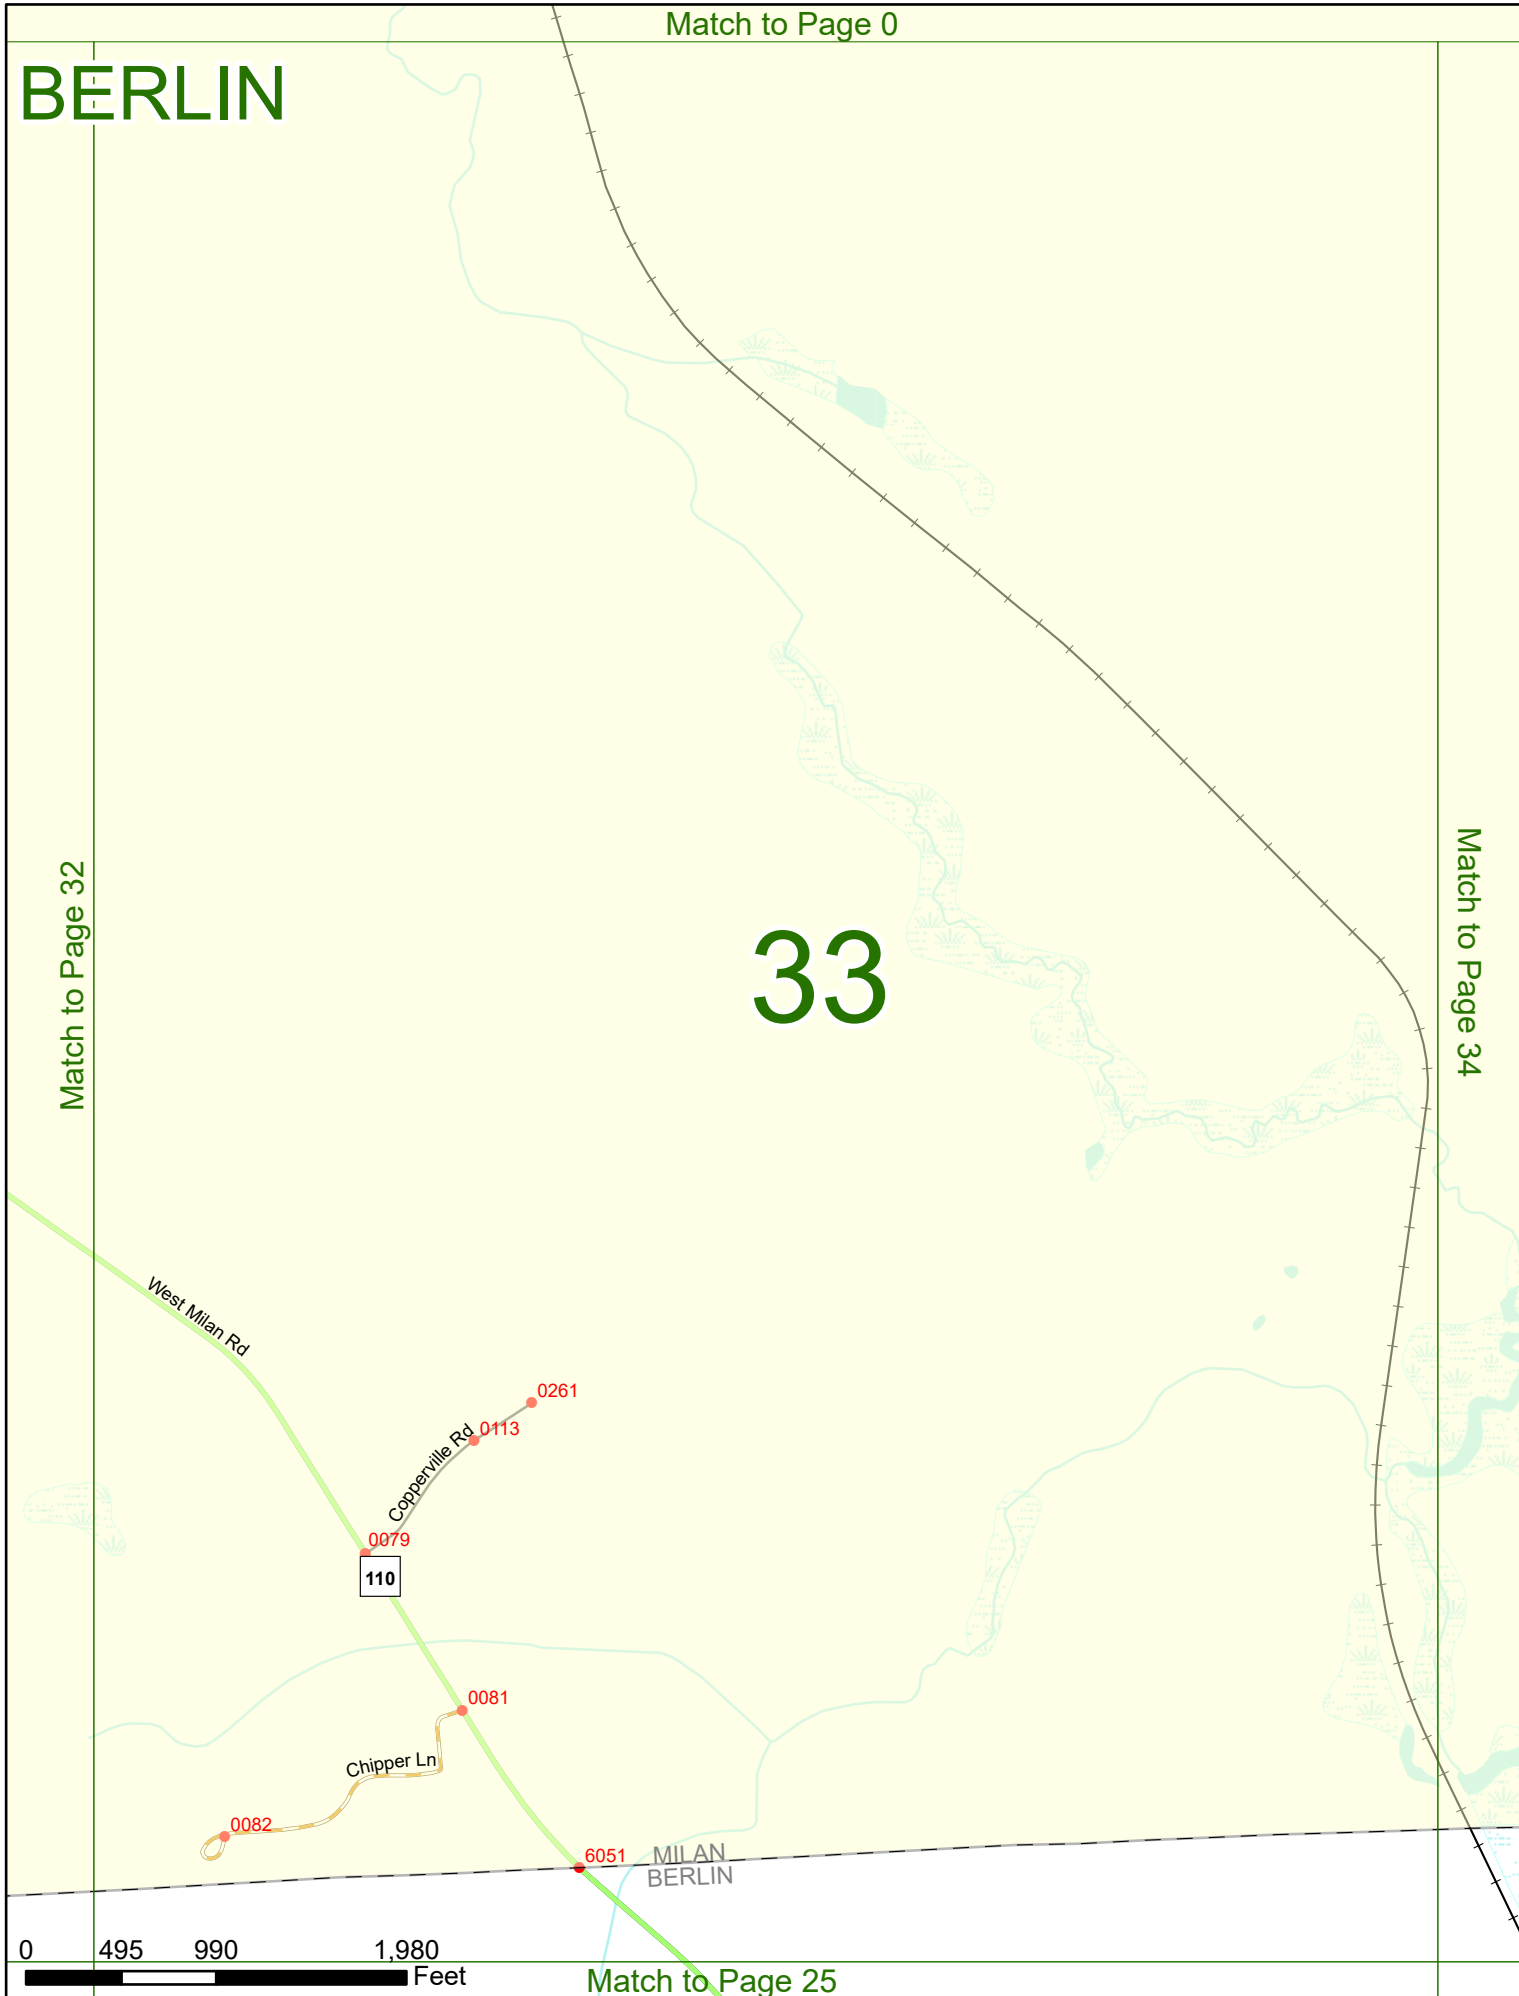 Match to Page 0
BERLIN
Match to Page 32
33
Match to Page 34
West Milan Rd
0261
0113
Copperville Rd
0079
110
0081
Chipper Ln
0082
6051
MILAN
BERLIN
0 495 990 1,980
Feet
Match to Page 25